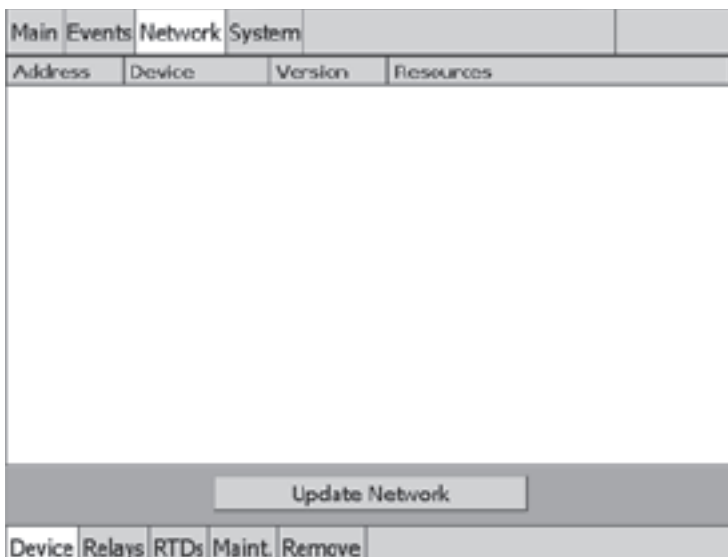 Main Events Network System
Address Device Version Resources
Update Network
Device Relays RTDs Maint. Remove